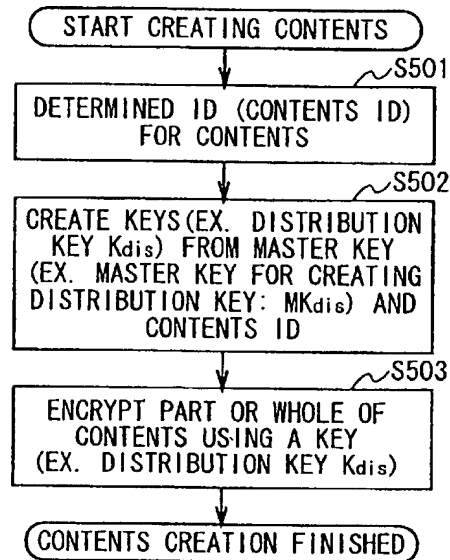 START CREATING CONTENTS
S501
DETERMINED ID (CONTENTS ID)
FOR CONTENTS
S502
CREATE KEYS(EX. DISTRIBUTION
KEY Kdis) FROM MASTER KEY
(EX. MASTER KEY FOR CREATING
DISTRIBUTION KEY: MKdis) AND
CONTENTS ID
S503
ENCRYPT PART OR WHOLE OF
CONTENTS USING A KEY
(EX. DISTRIBUTION KEY Kdis)
CONTENTS CREATION FINISHED